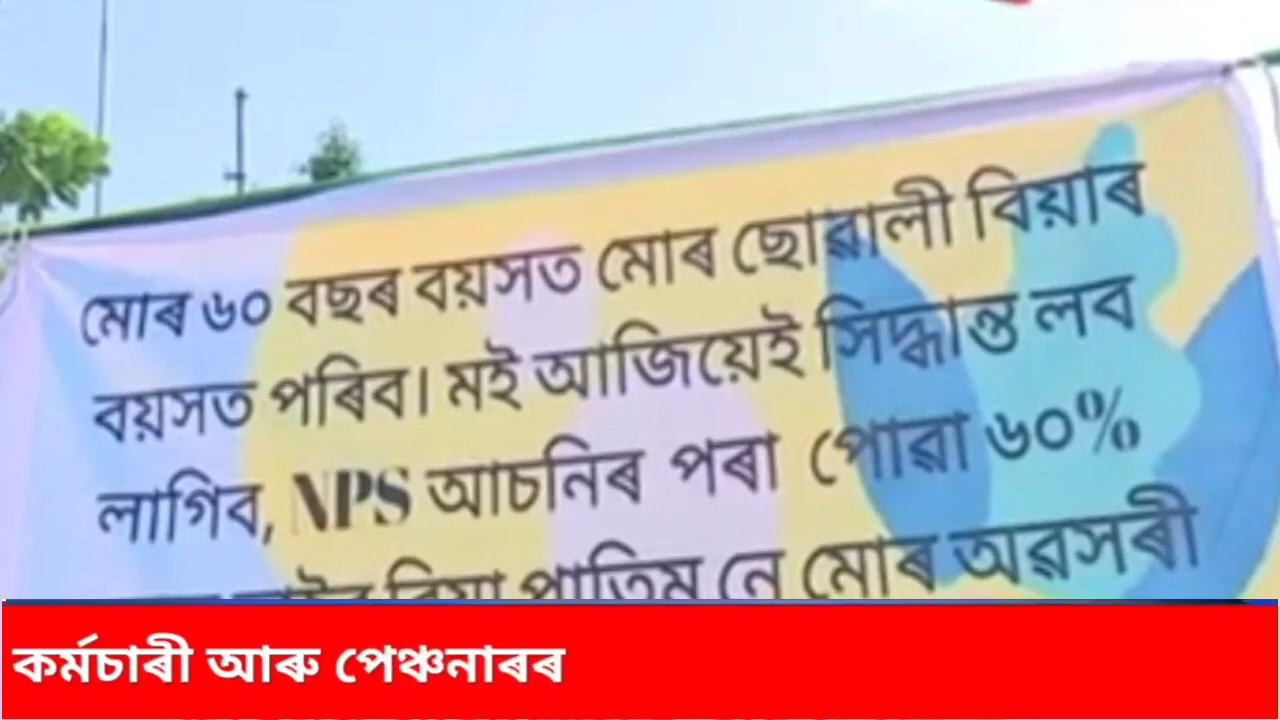 মোৰ ৬০ বছৰ বয়সত মোৰ ছোৱালী বিয়াৰ
বয়সত পৰিব। মই আজিয়েই সিদ্ধান্ত লব
লাগিব, NPS আচনিৰ পৰা পোৱা ৬০%
বিয়া পাতিম নে মোৰ অৱসৰী
কৰ্মচাৰী আৰু পেঞ্চনাৰৰ